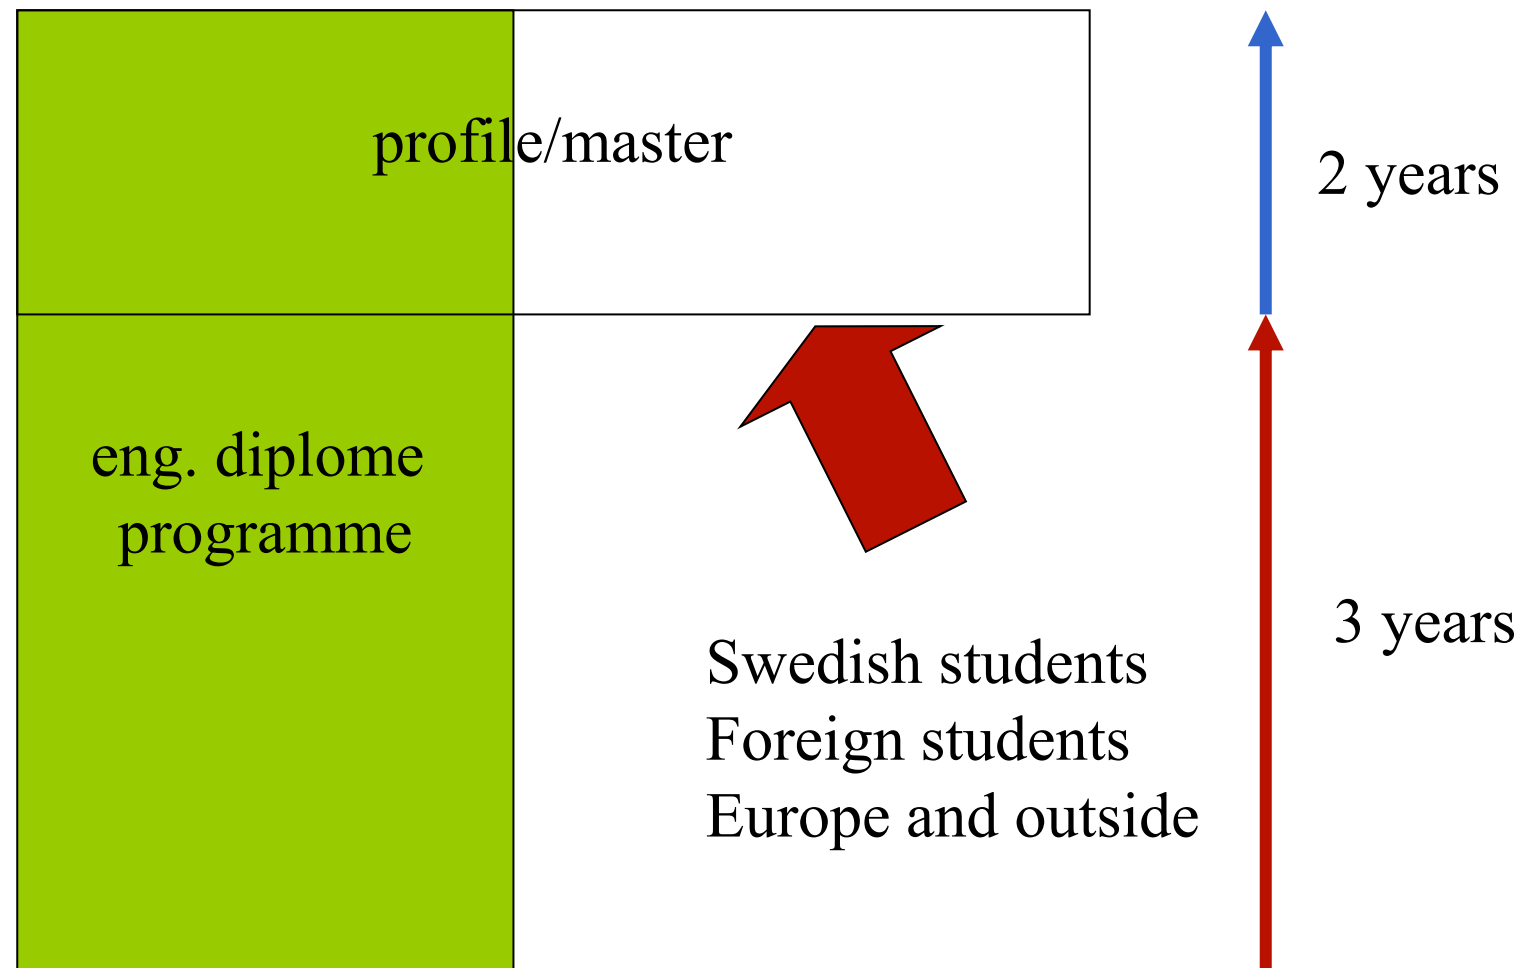 profile/master
2 years
eng. diplome
programme
3 years
Swedish students
Foreign students
Europe and outside